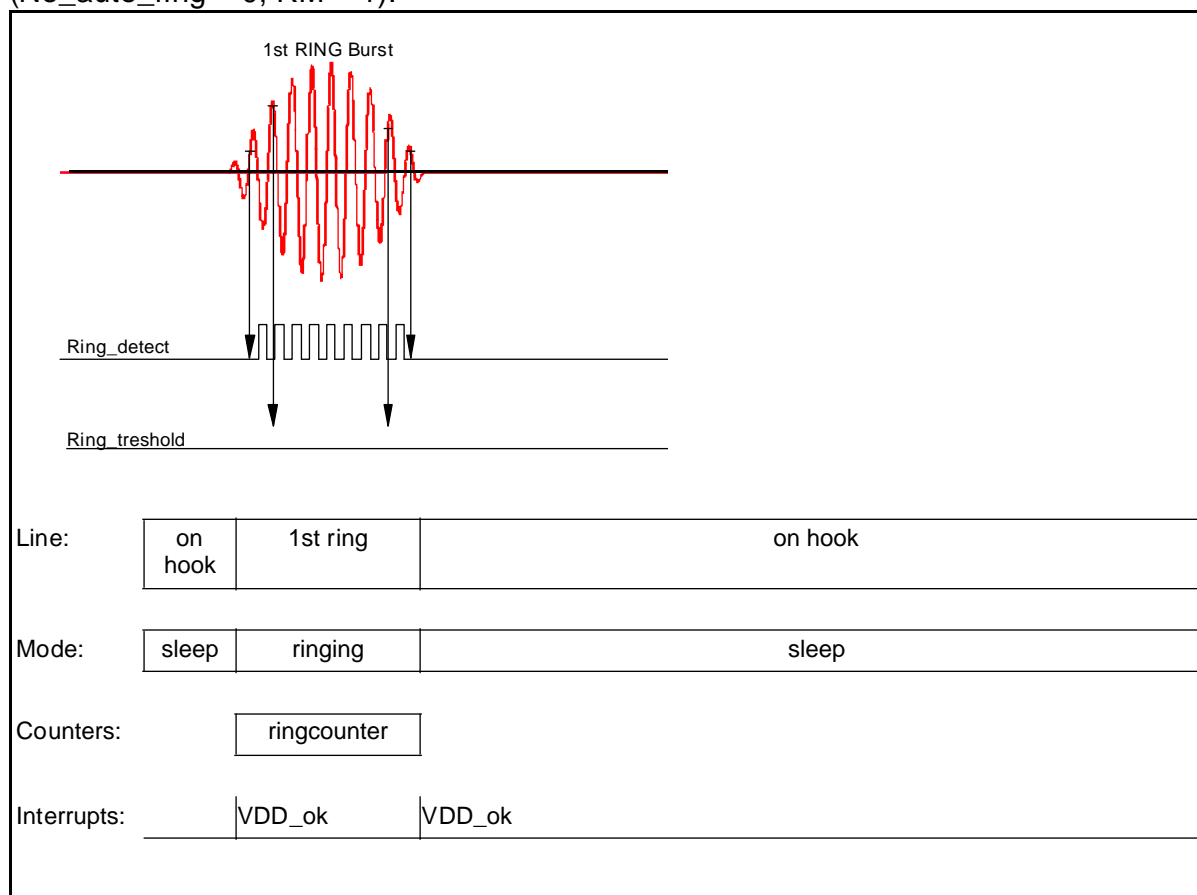 1st RING Burst
Ring_detect
Ring_treshold
Line: on hook 1st ring on hook
Mode: sleep ringing sleep
Counters: ringcounter
Interrupts: VDD_ok VDD_ok